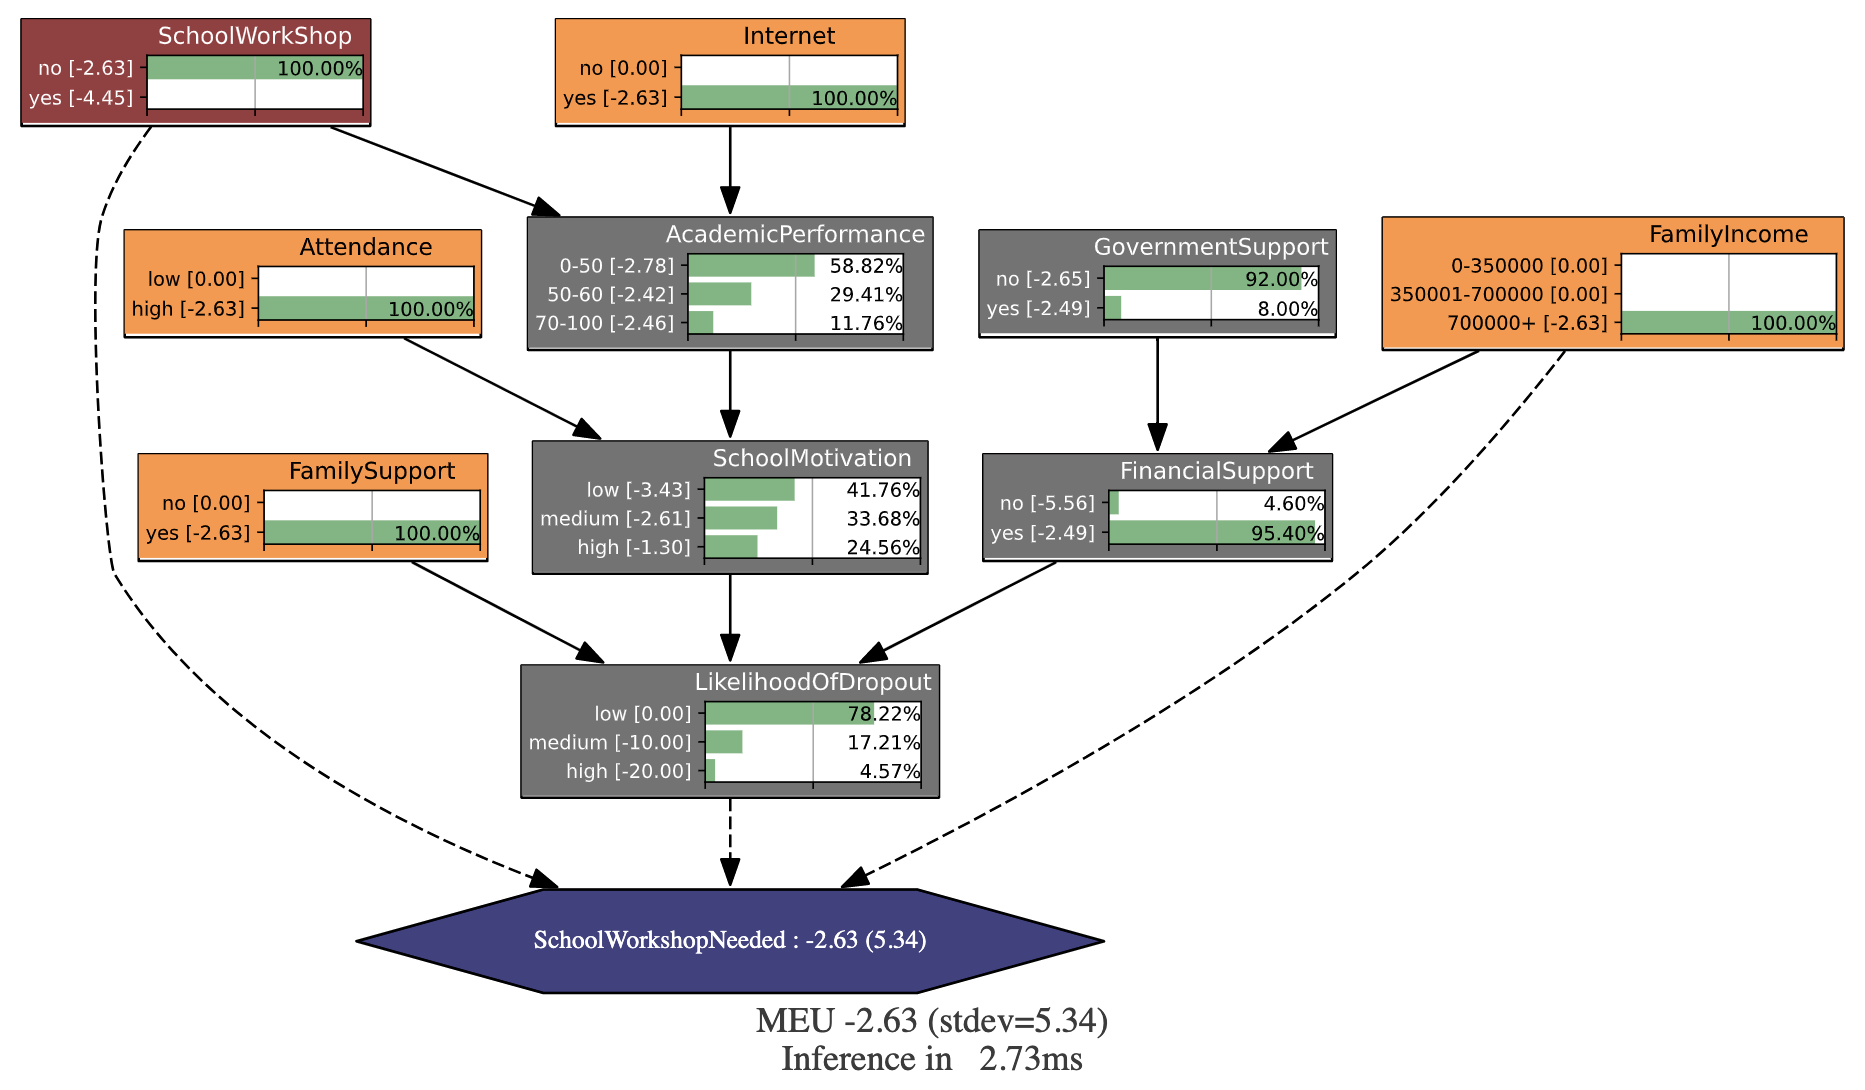 SchoolWorkShop
no [-2.63] 100.00%
yes [-4.45]
Internet
no [0.00]
yes [-2.63] 100.00%
Attendance
low [0.00]
high [-2.63] 100.00%
AcademicPerformance
0-50 [-2.78] 58.82%
50-60 [-2.42] 29.41%
70-100 [-2.46] 11.76%
GovernmentSupport
no [-2.65] 92.00%
yes [-2.49] 8.00%
FamilyIncome
0-350000 [0.00]
350001-700000 [0.00]
700000+ [-2.63] 100.00%
FamilySupport
no [0.00]
yes [-2.63] 100.00%
SchoolMotivation
low [-3.43] 41.76%
medium [-2.61] 33.68%
high [-1.30] 24.56%
FinancialSupport
no [-5.56] 4.60%
yes [-2.49] 95.40%
LikelihoodOfDropout
low [0.00] 78.22%
medium [-10.00] 17.21%
high [-20.00] 4.57%
SchoolWorkshopNeeded : -2.63 (5.34)
MEU -2.63 (stdev=5.34)
Inference in 2.73ms